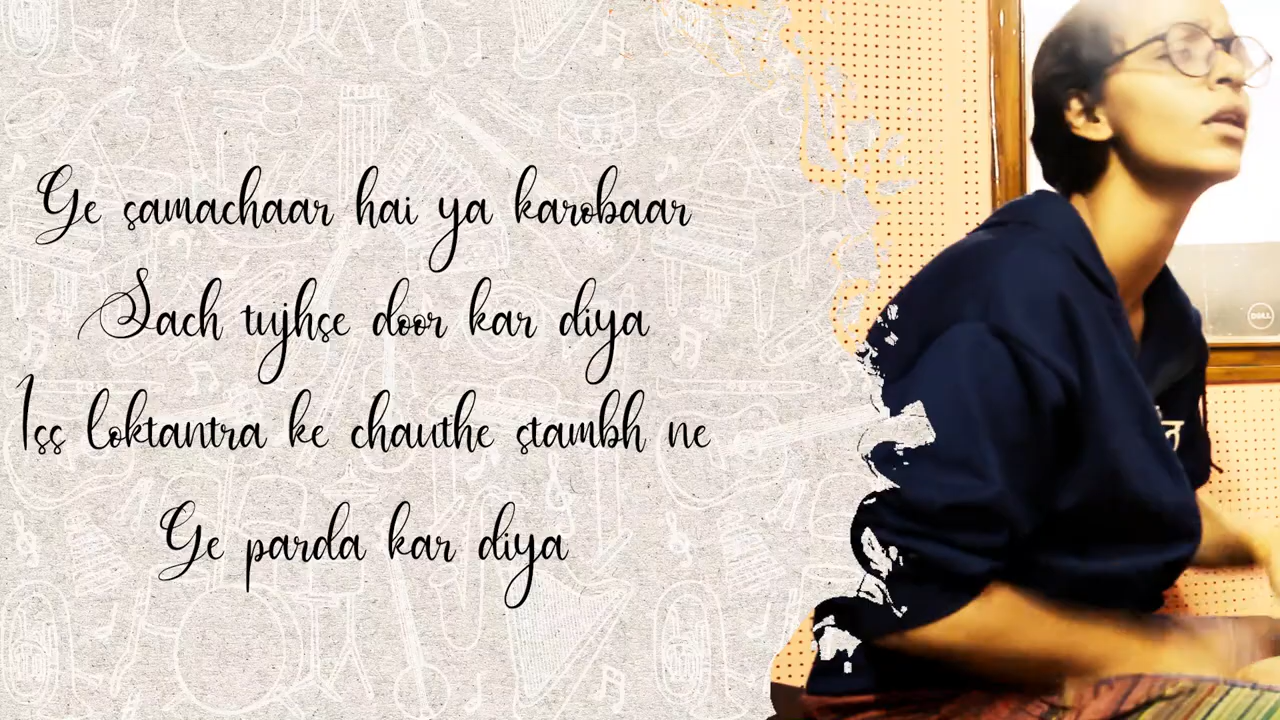 Ye samachaar hai ya karobaar
Sach tujhse door kar diya
Iss loktantra ke chauthe stambh ne
Ye parda kar diya
DELL